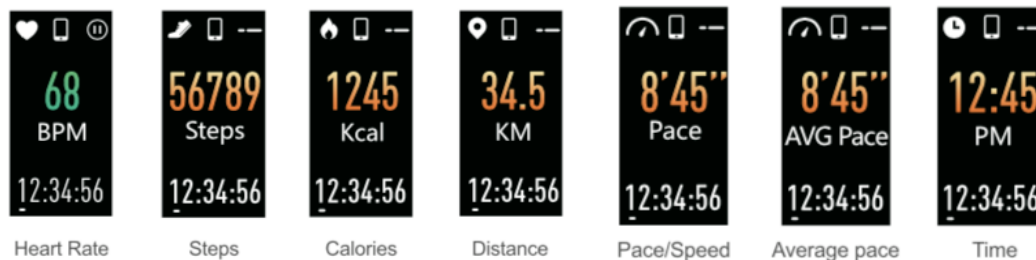 68
BPM
12:34:56
Heart Rate
56789
Steps
12:34:56
Steps
1245
Kcal
12:34:56
Calories
34.5
KM
12:34:56
Distance
8'45"
Pace
12:34:56
Pace/Speed
8'45"
AVG Pace
12:34:56
Average pace
12:45
PM
12:34:56
Time